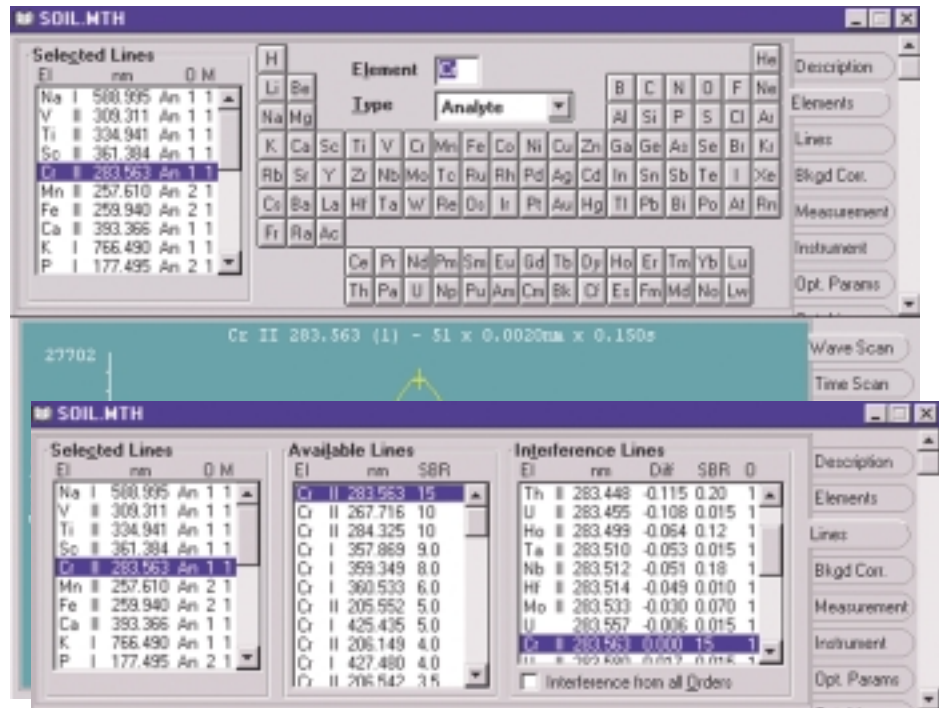 SOIL.MTH
Selected Lines
El nm O M
Na I 588.995 An 1 1
V II 309.311 An 1 1
Ti II 334.941 An 1 1
Sc II 361.384 An 1 1
Cr II 283.563 An 1 1
Mn II 257.610 An 2 1
Fe II 259.940 An 2 1
Ca II 393.366 An 1 1
K I 766.490 An 1 1
P I 177.495 An 2 1
Element Cr
Type Analyte
H He
Li Be B C N O F Ne
Na Mg Al Si P S Cl Ar
K Ca Sc Ti V Cr Mn Fe Co Ni Cu Zn Ga Ge As Se Br Kr
Rb Sr Y Zr Nb Mo Tc Ru Rh Pd Ag Cd In Sn Sb Te I Xe
Cs Ba La Hf Ta W Re Os Ir Pt Au Hg Tl Pb Bi Po At Rn
Fr Ra Ac
Ce Pr Nd Pm Sm Eu Gd Tb Dy Ho Er Tm Yb Lu
Th Pa U Np Pu Am Cm Bk Cf Es Fm Md No Lw
Description
Elements
Lines
Bkgd Corr.
Measurement
Instrument
Opt. Params
Cr II 283.563 (1) - 51 x 0.0020nm x 0.150s
27702
Wave Scan
Time Scan
SOIL.MTH
Selected Lines
El nm O M
Na I 588.995 An 1 1
V II 309.311 An 1 1
Ti II 334.941 An 1 1
Sc II 361.384 An 1 1
Cr II 283.563 An 1 1
Mn II 257.610 An 2 1
Fe II 259.940 An 2 1
Ca II 393.366 An 1 1
K I 766.490 An 1 1
P I 177.495 An 2 1
Available Lines
El nm SBR
Cr II 283.563 15
Cr II 267.716 10
Cr II 284.325 10
Cr I 357.869 9.0
Cr I 359.349 8.0
Cr I 360.533 6.0
Cr II 205.552 5.0
Cr I 425.435 5.0
Cr II 206.149 4.0
Cr I 427.480 4.0
Cr II 206.542 3.5
Interference Lines
El nm Diff SBR O
Th II 283.448 -0.115 0.20 1
U II 283.455 -0.108 0.015 1
Ho II 283.499 -0.064 0.12 1
Ta II 283.510 -0.053 0.015 1
Nb II 283.512 -0.051 0.18 1
Hf II 283.514 -0.049 0.010 1
Mo II 283.533 -0.030 0.070 1
U 283.557 -0.006 0.015 1
Cr II 283.563 0.000 15 1
U II 283.580 0.017 0.015 1
Interference from all Orders
Description
Elements
Lines
Bkgd Corr.
Measurement
Instrument
Opt. Params